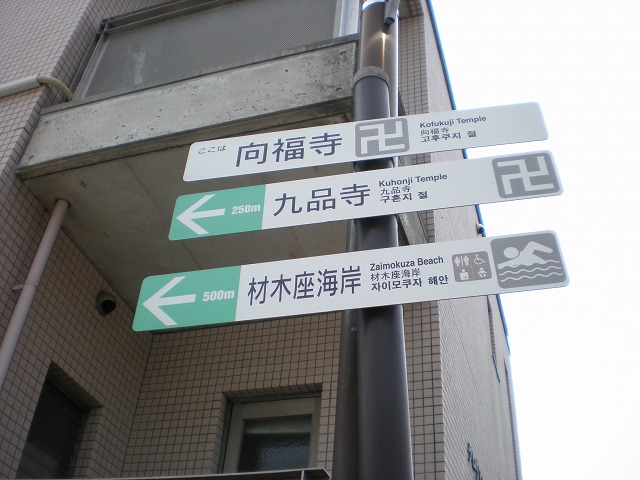 ここは 向福寺 卍
Kofukuji Temple
向福寺
고후쿠지 절
250m 九品寺 卍
Kuhonji Temple
九品寺
구혼지 절
500m 材木座海岸
Zaimokuza Beach
材木座海岸
자이모쿠자 해안